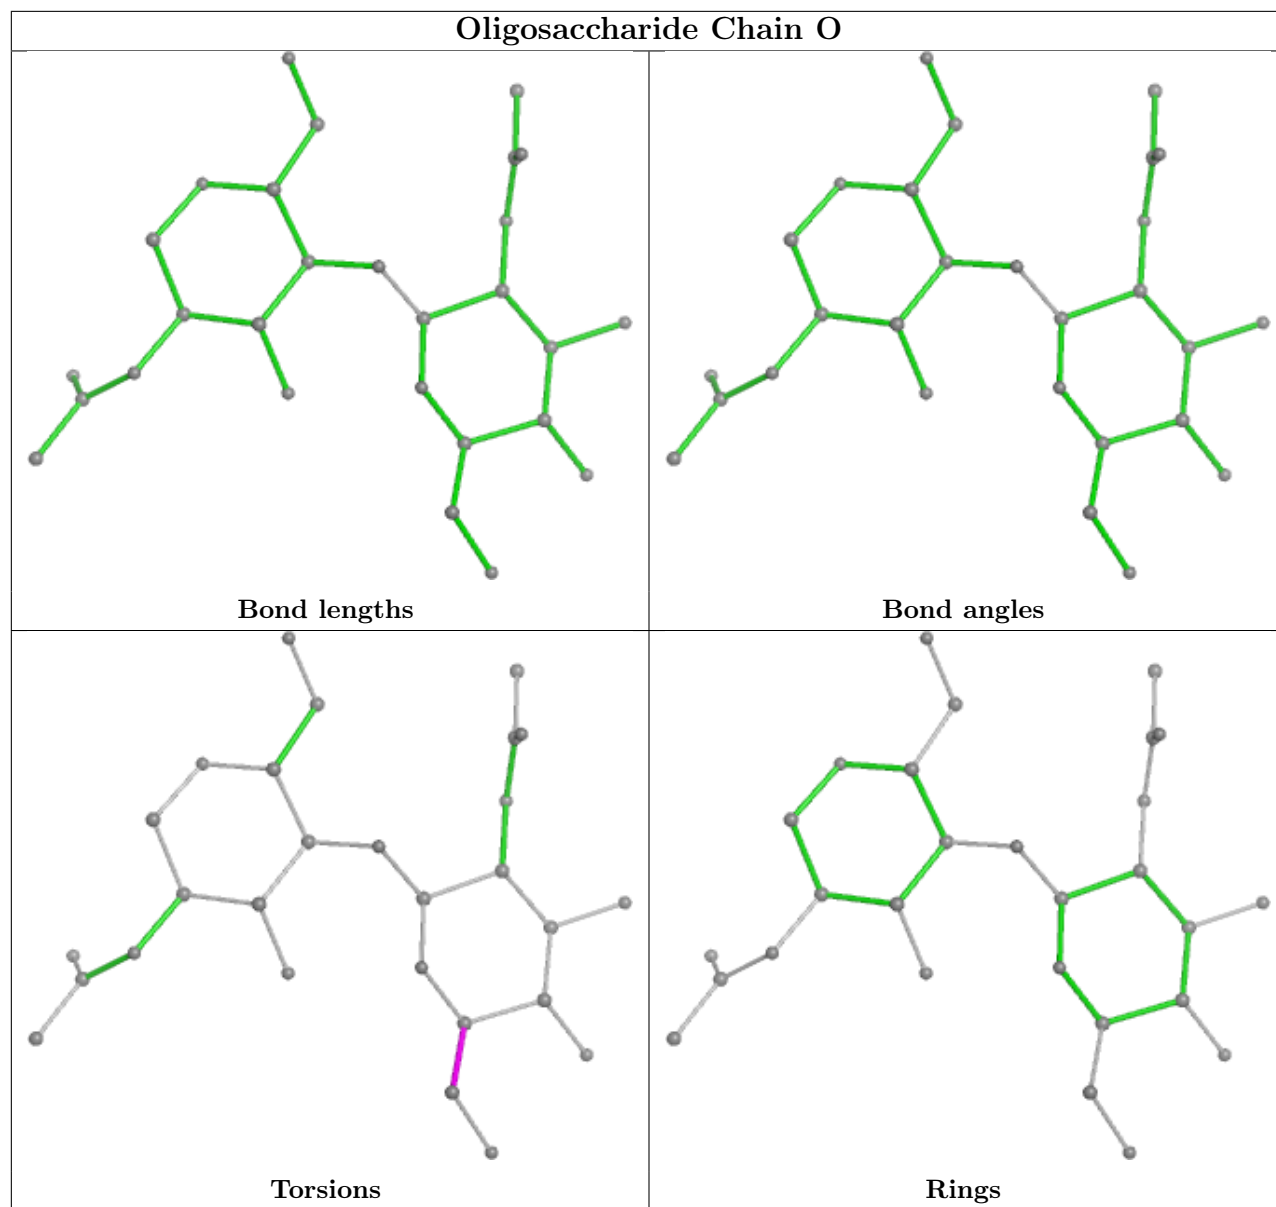 Oligosaccharide Chain O
Bond lengths
Bond angles
Torsions
Rings